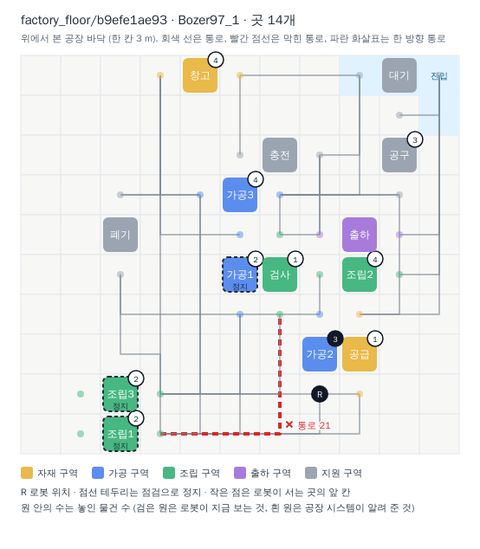 factory_floor/b9efe1ae93 · Bozer97_1 · 곳 14개
위에서 본 공장 바닥 (한 칸 3 m). 회색 선은 통로, 빨간 점선은 막힌 통로, 파란 화살표는 한 방향 통로
창고 4
대기
진입
충전
공구 3
가공3 4
폐기
출하
가공1 2
정지
검사 1
조립2 4
가공2 3
공급 1
조립3 2
정지
R
조립1 2
정지
✕ 통로 21
자재 구역 가공 구역 조립 구역 출하 구역 지원 구역
R 로봇 위치 · 점선 테두리는 점검으로 정지 · 작은 점은 로봇이 서는 곳의 앞 칸
원 안의 수는 놓인 물건 수 (검은 원은 로봇이 지금 보는 것, 흰 원은 공장 시스템이 알려 준 것)